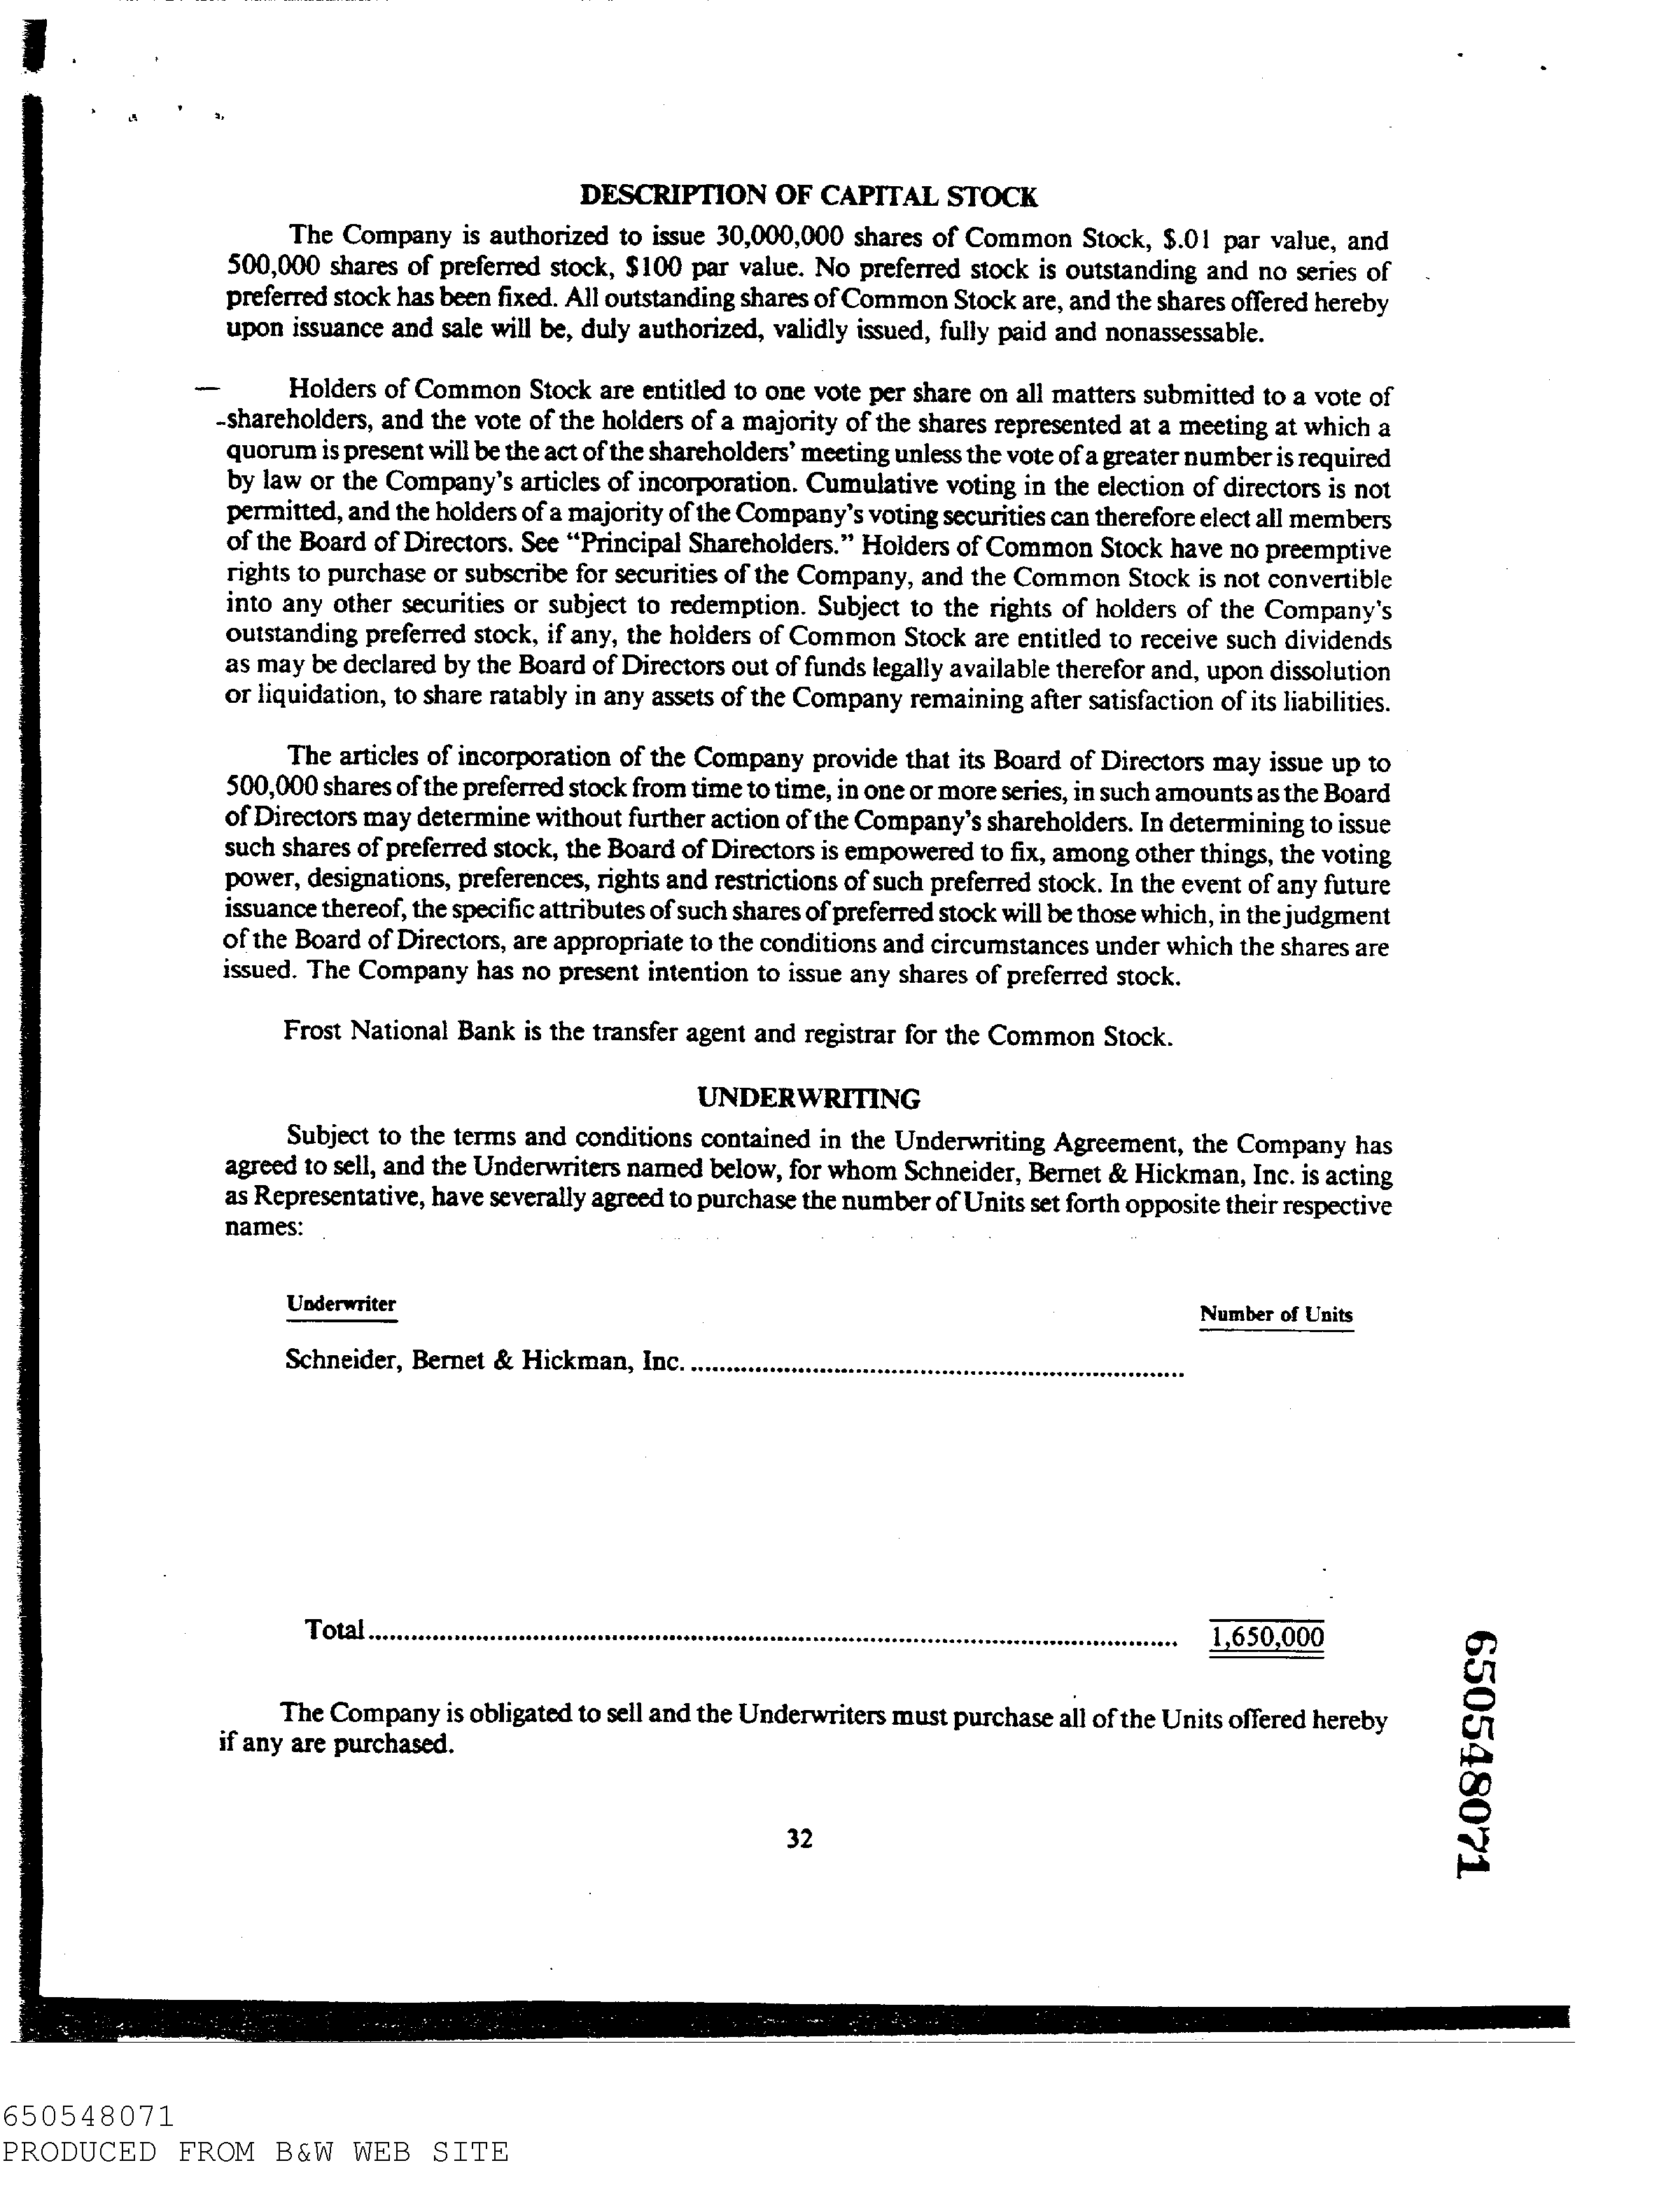 DESCRIPTION OF CAPITAL STOCK
The Company is authorized to issue 30,000,000 shares of Common Stock, $.01 par value, and
500,000 shares of preferred stock, $100 par value. No preferred stock is outstanding and no series of
preferred stock has been fixed. All outstanding shares of Common Stock are, and the shares offered hereby
upon issuance and sale will be, duly authorized, validly issued, fully paid and nonassessable.
Holders of Common Stock are entitled to one vote per share on all matters submitted to a vote of
shareholders, and the vote of the holders of a majority of the shares represented at a meeting at which a
quorum is present will be the act of the shareholders' meeting unless the vote of a greater number is required
by law or the Company's articles of incorporation. Cumulative voting in the election of directors is not
permitted, and the holders of a majority of the Company's voting securities can therefore elect all members
of the Board of Directors. See "Principal Shareholders." Holders of Common Stock have no preemptive
rights to purchase or subscribe for securities of the Company, and the Common Stock is not convertible
into any other securities or subject to redemption. Subject to the rights of holders of the Company's
outstanding preferred stock, if any, the holders of Common Stock are entitled to receive such dividends
as may be declared by the Board of Directors out of funds legally available therefor and, upon dissolution
or liquidation, to share ratably in any assets of the Company remaining after satisfaction of its liabilities.
The articles of incorporation of the Company provide that its Board of Directors may issue up to
500,000 shares of the preferred stock from time to time, in one or more series, in such amounts as the Board
of Directors may determine without further action of the Company's shareholders. In determining to issue
such shares of preferred stock, the Board of Directors is empowered to fix, among other things, the voting
power, designations, preferences, rights and restrictions of such preferred stock. In the event of any future
issuance thereof, the specific attributes of such shares of preferred stock will be those which, in the judgment
of the Board of Directors, are appropriate to the conditions and circumstances under which the shares are
issued. The Company has no present intention to issue any shares of preferred stock.
Frost National Bank is the transfer agent and registrar for the Common Stock.
UNDERWRITING
Subject to the terms and conditions contained in the Underwriting Agreement, the Company has
agreed to sell, and the Underwriters named below, for whom Schneider, Bernet & Hickman, Inc. is acting
as Representative, have severally agreed to purchase the number of Units set forth opposite their respective
names:
Underwriter Number of Units
Schneider, Bernet & Hickman, Inc. ....................................................................
Total................................................................................................................. 1,650,000
The Company is obligated to sell and the Underwriters must purchase all of the Units offered hereby
if any are purchased.
32
650548071
650548071
PRODUCED FROM B&W WEB SITE